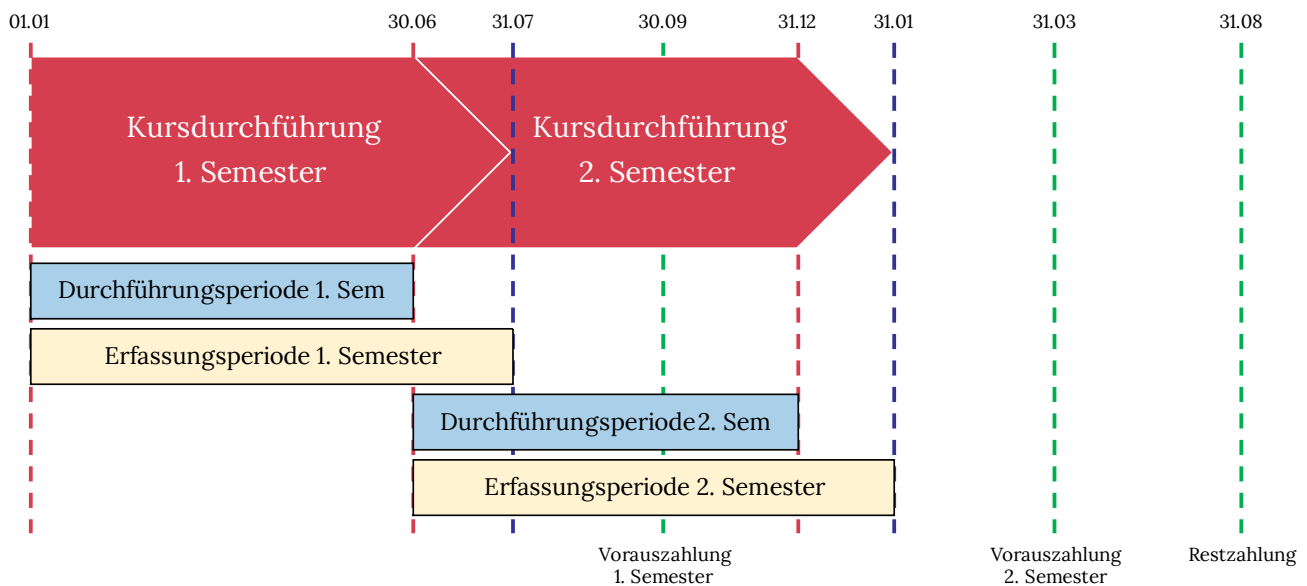 01.01 30.06 31.07 30.09 31.12 31.01 31.03 31.08
Kursdurchführung
1. Semester
Kursdurchführung
2. Semester
Durchführungsperiode 1. Sem
Erfassungsperiode 1. Semester
Durchführungsperiode 2. Sem
Erfassungsperiode 2. Semester
Vorauszahlung
1. Semester
Vorauszahlung
2. Semester
Restzahlung